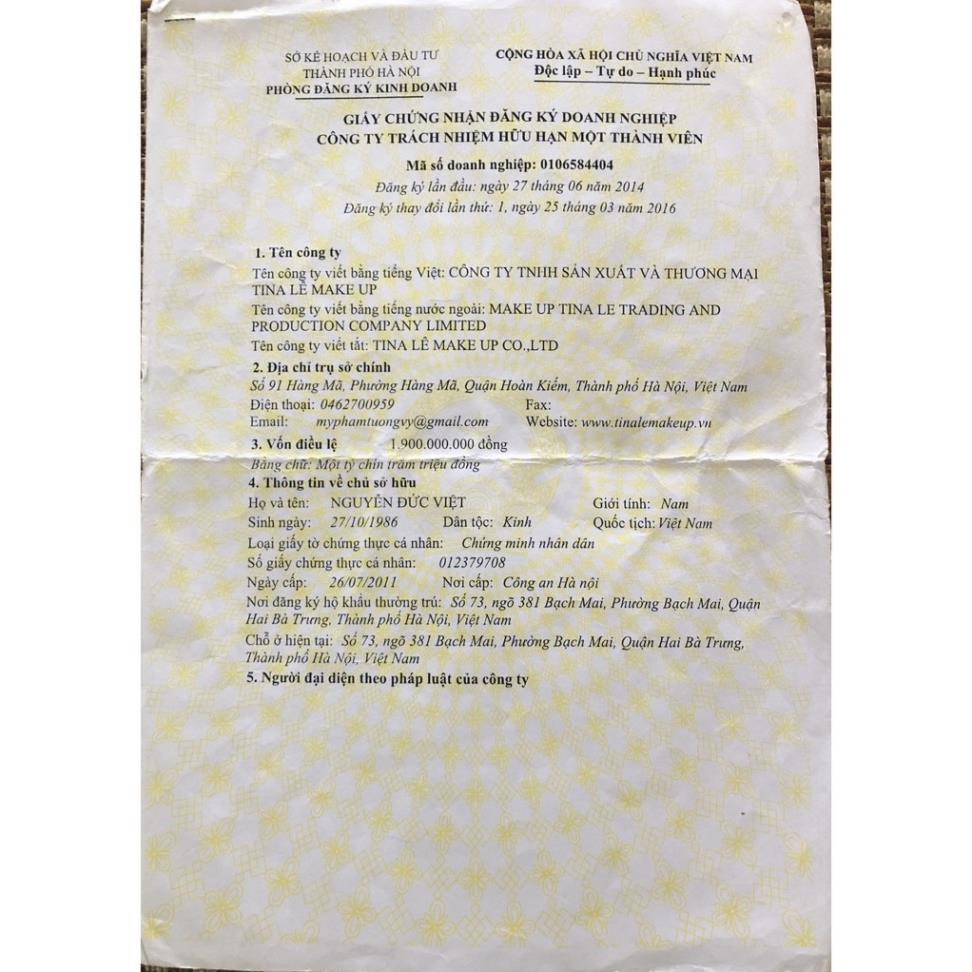 SỞ KẾ HOẠCH VÀ ĐẦU TƯ
THÀNH PHỐ HÀ NỘI
PHÒNG ĐĂNG KÝ KINH DOANH
CỘNG HÒA XÃ HỘI CHỦ NGHĨA VIỆT NAM
Độc lập – Tự do – Hạnh phúc
GIẤY CHỨNG NHẬN ĐĂNG KÝ DOANH NGHIỆP
CÔNG TY TRÁCH NHIỆM HỮU HẠN MỘT THÀNH VIÊN
Mã số doanh nghiệp: 0106584404
Đăng ký lần đầu: ngày 27 tháng 06 năm 2014
Đăng ký thay đổi lần thứ: 1, ngày 25 tháng 03 năm 2016
1. Tên công ty
Tên công ty viết bằng tiếng Việt: CÔNG TY TNHH SẢN XUẤT VÀ THƯƠNG MẠI
TINA LÊ MAKE UP
Tên công ty viết bằng tiếng nước ngoài: MAKE UP TINA LE TRADING AND
PRODUCTION COMPANY LIMITED
Tên công ty viết tắt: TINA LÊ MAKE UP CO.,LTD
2. Địa chỉ trụ sở chính
Số 91 Hàng Mã, Phường Hàng Mã, Quận Hoàn Kiếm, Thành phố Hà Nội, Việt Nam
Điện thoại: 0462700959 Fax:
Email: myphamtuongvy@gmail.com Website: www.tinalemakeup.vn
3. Vốn điều lệ 1.900.000.000 đồng
Bằng chữ: Một tỷ chín trăm triệu đồng
4. Thông tin về chủ sở hữu
Họ và tên: NGUYỄN ĐỨC VIỆT Giới tính: Nam
Sinh ngày: 27/10/1986 Dân tộc: Kinh Quốc tịch: Việt Nam
Loại giấy tờ chứng thực cá nhân: Chứng minh nhân dân
Số giấy chứng thực cá nhân: 012379708
Ngày cấp: 26/07/2011 Nơi cấp: Công an Hà nội
Nơi đăng ký hộ khẩu thường trú: Số 73, ngõ 381 Bạch Mai, Phường Bạch Mai, Quận
Hai Bà Trưng, Thành phố Hà Nội, Việt Nam
Chỗ ở hiện tại: Số 73, ngõ 381 Bạch Mai, Phường Bạch Mai, Quận Hai Bà Trưng,
Thành phố Hà Nội, Việt Nam
5. Người đại diện theo pháp luật của công ty